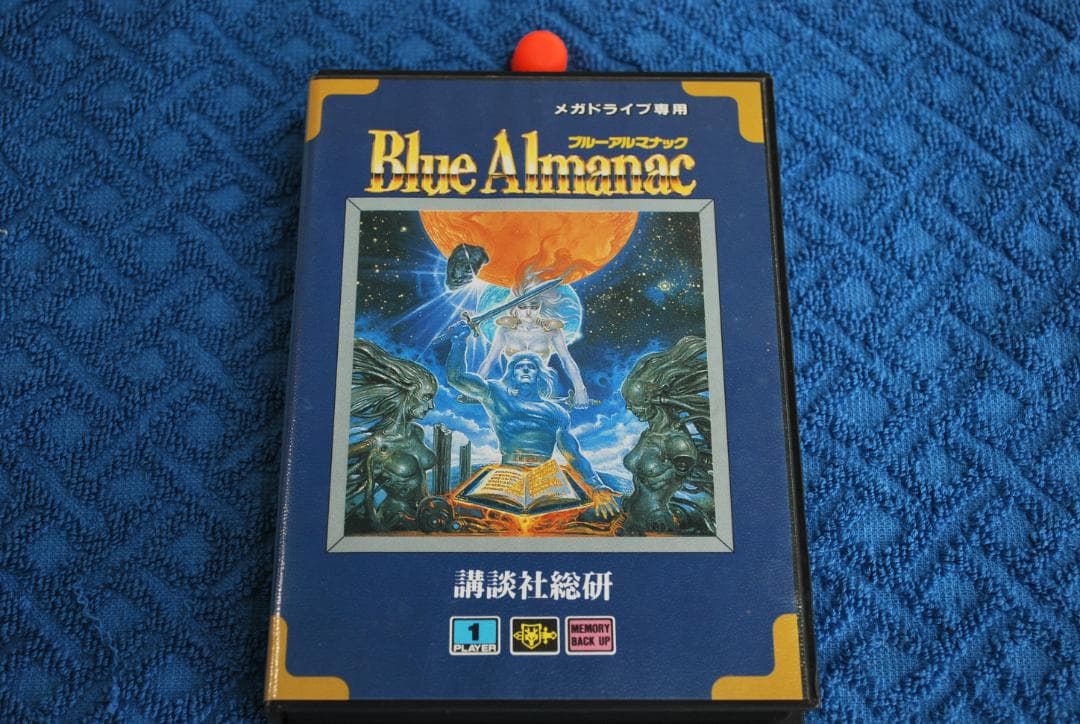 メガドライブ専用
ブルーアルマナック
Blue Almanac
講談社総研
1
PLAYER
MEMORY
BACK UP